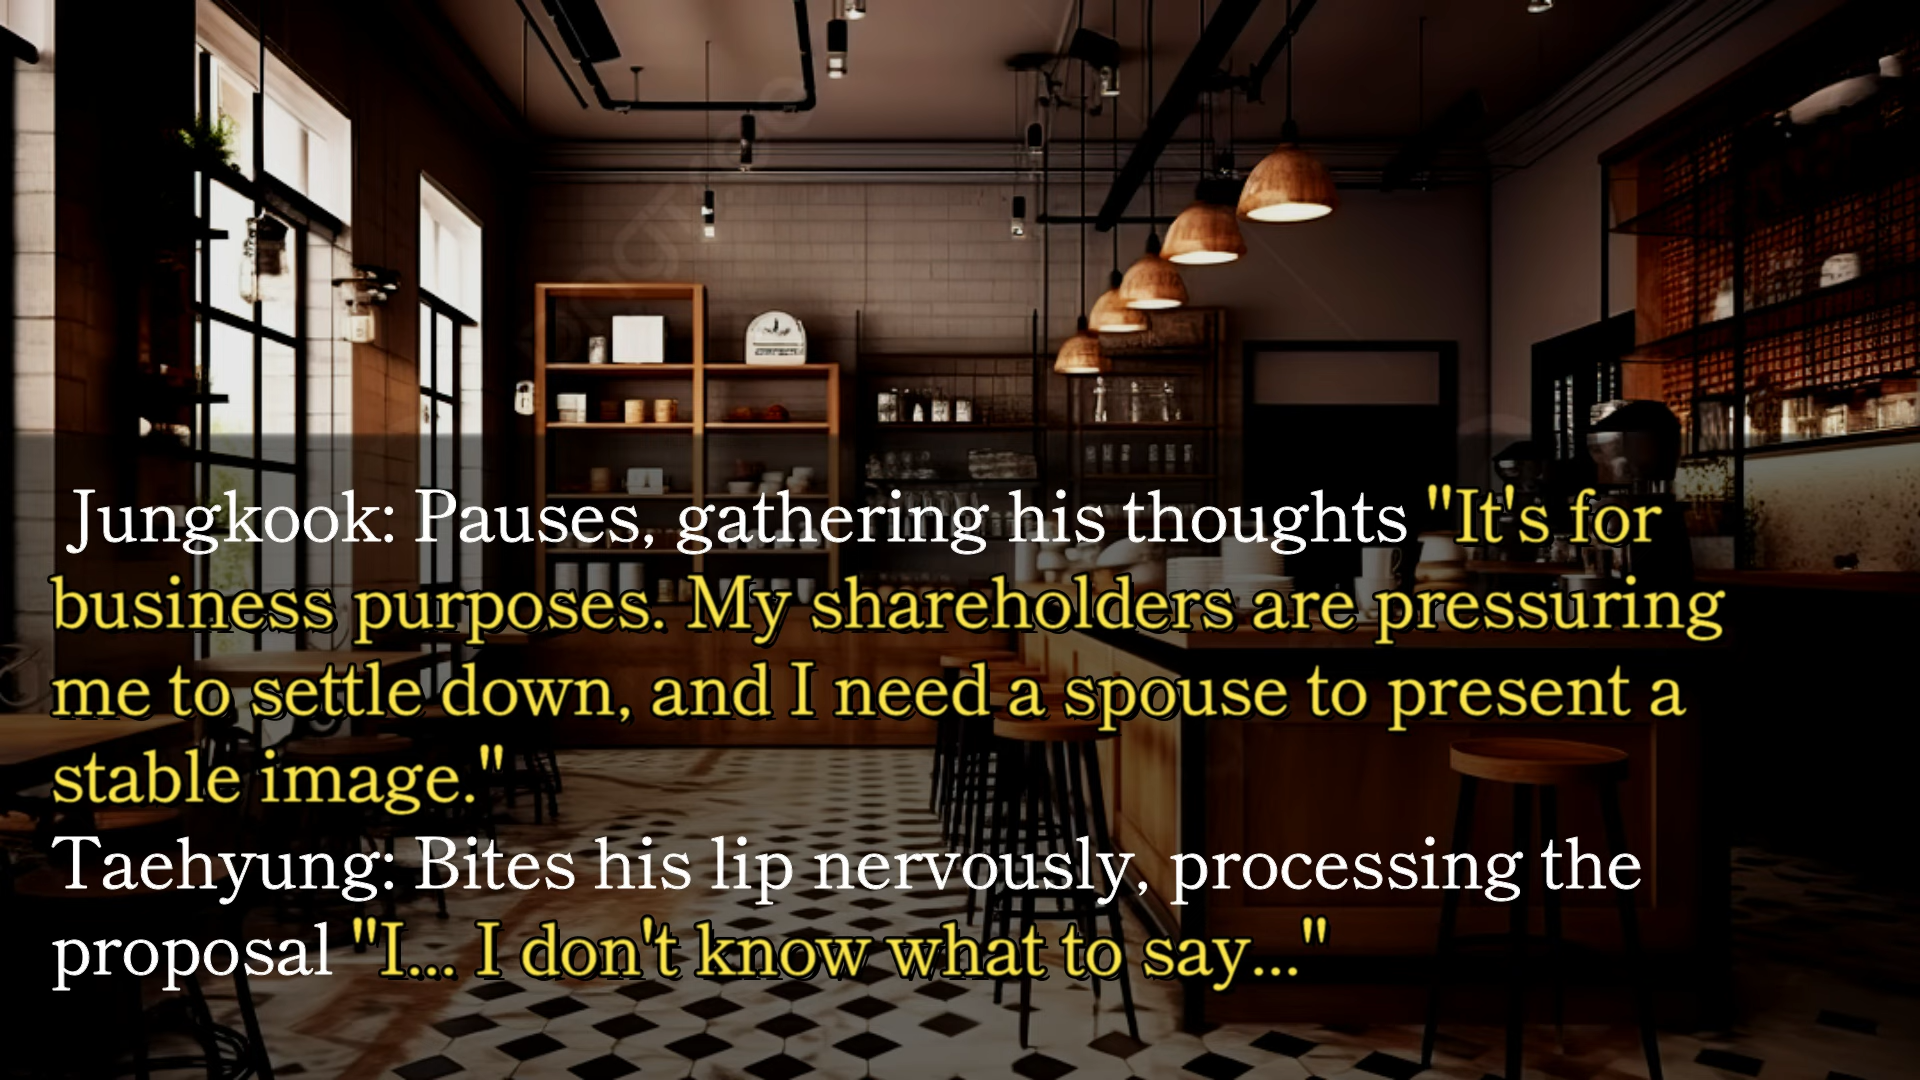 Jungkook: Pauses, gathering his thoughts "It's for
business purposes. My shareholders are pressuring
me to settle down, and I need a spouse to present a
stable image."
Taehyung: Bites his lip nervously, processing the
proposal "I... I don't know what to say..."